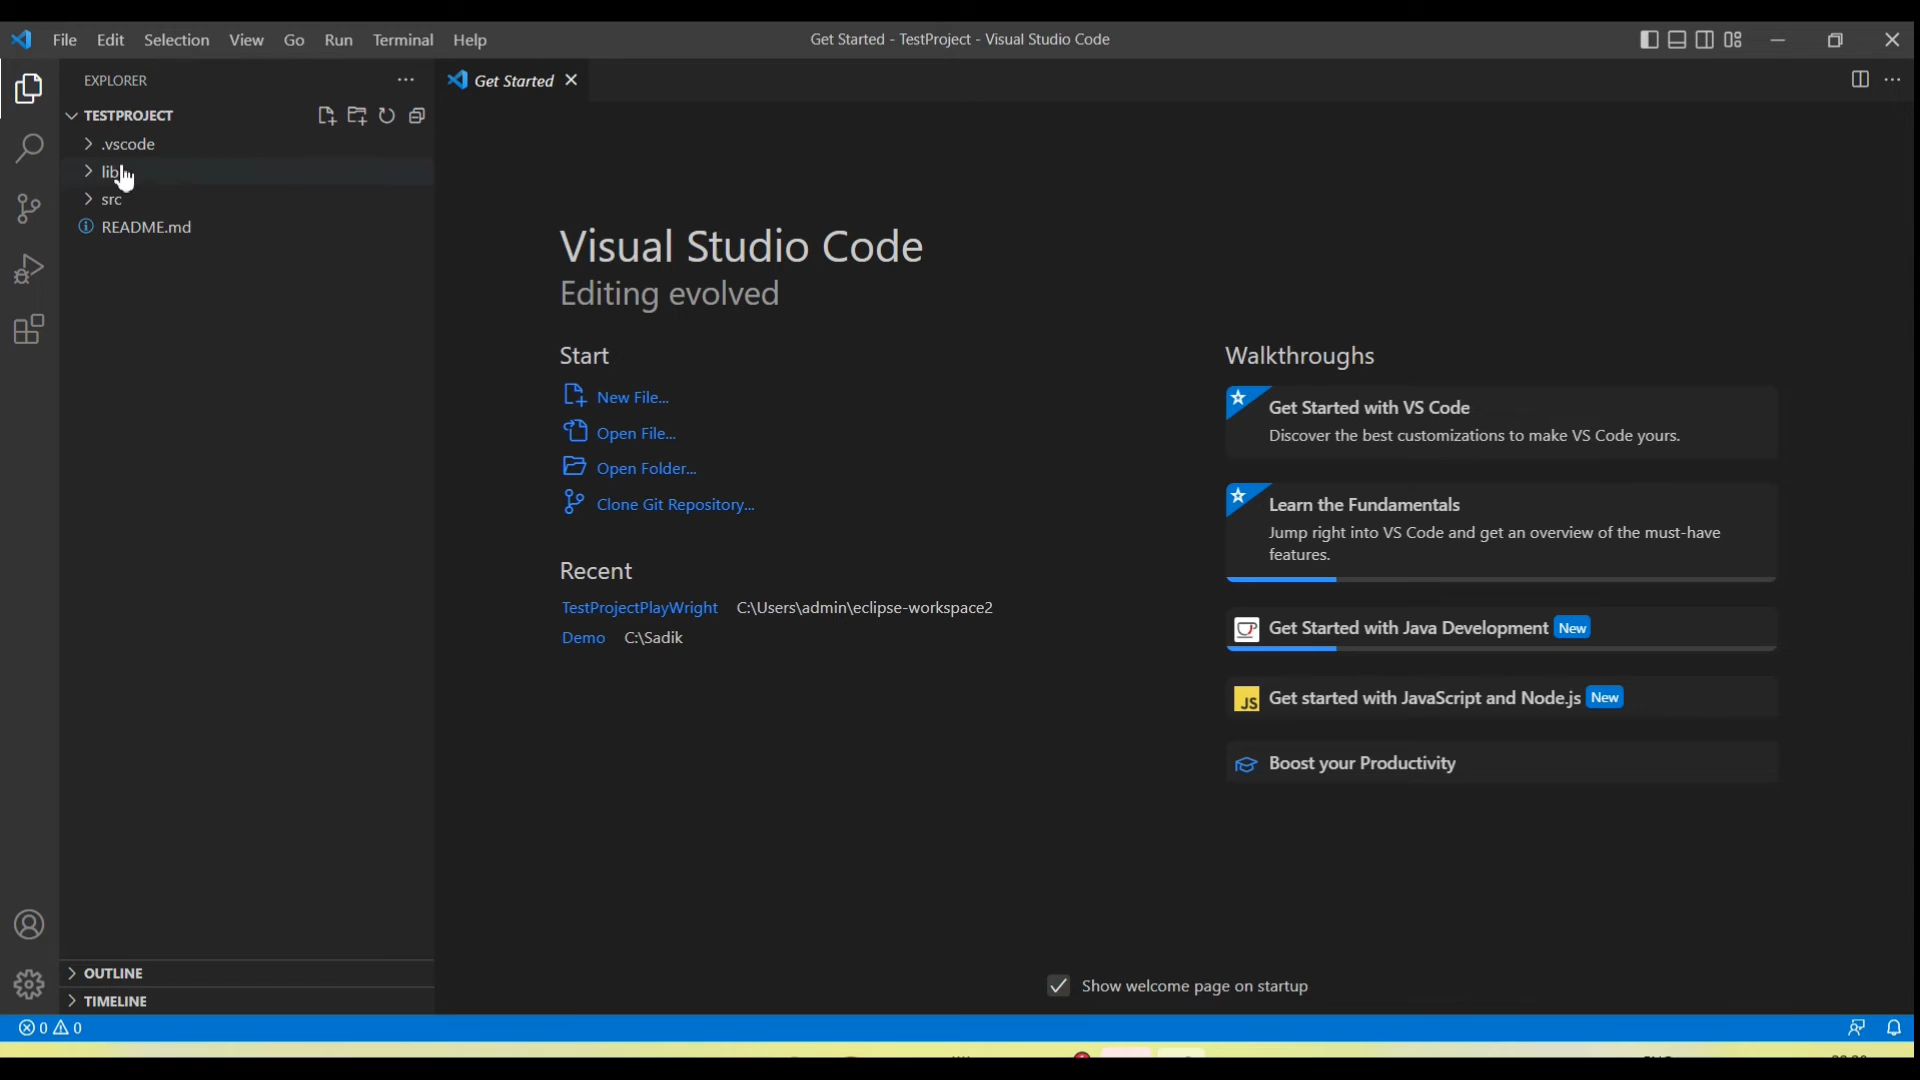 File Edit Selection View Go Run Terminal Help
Get Started - TestProject - Visual Studio Code
EXPLORER
TESTPROJECT
.vscode
lib
src
README.md
OUTLINE
TIMELINE
Get Started
Visual Studio Code
Editing evolved
Start
New File...
Open File...
Open Folder...
Clone Git Repository...
Recent
TestProjectPlayWright C:\Users\admin\eclipse-workspace2
Demo C:\Sadik
Walkthroughs
Get Started with VS Code
Discover the best customizations to make VS Code yours.
Learn the Fundamentals
Jump right into VS Code and get an overview of the must-have
features.
Get Started with Java Development New
JS Get started with JavaScript and Node.js New
Boost your Productivity
Show welcome page on startup
0 0